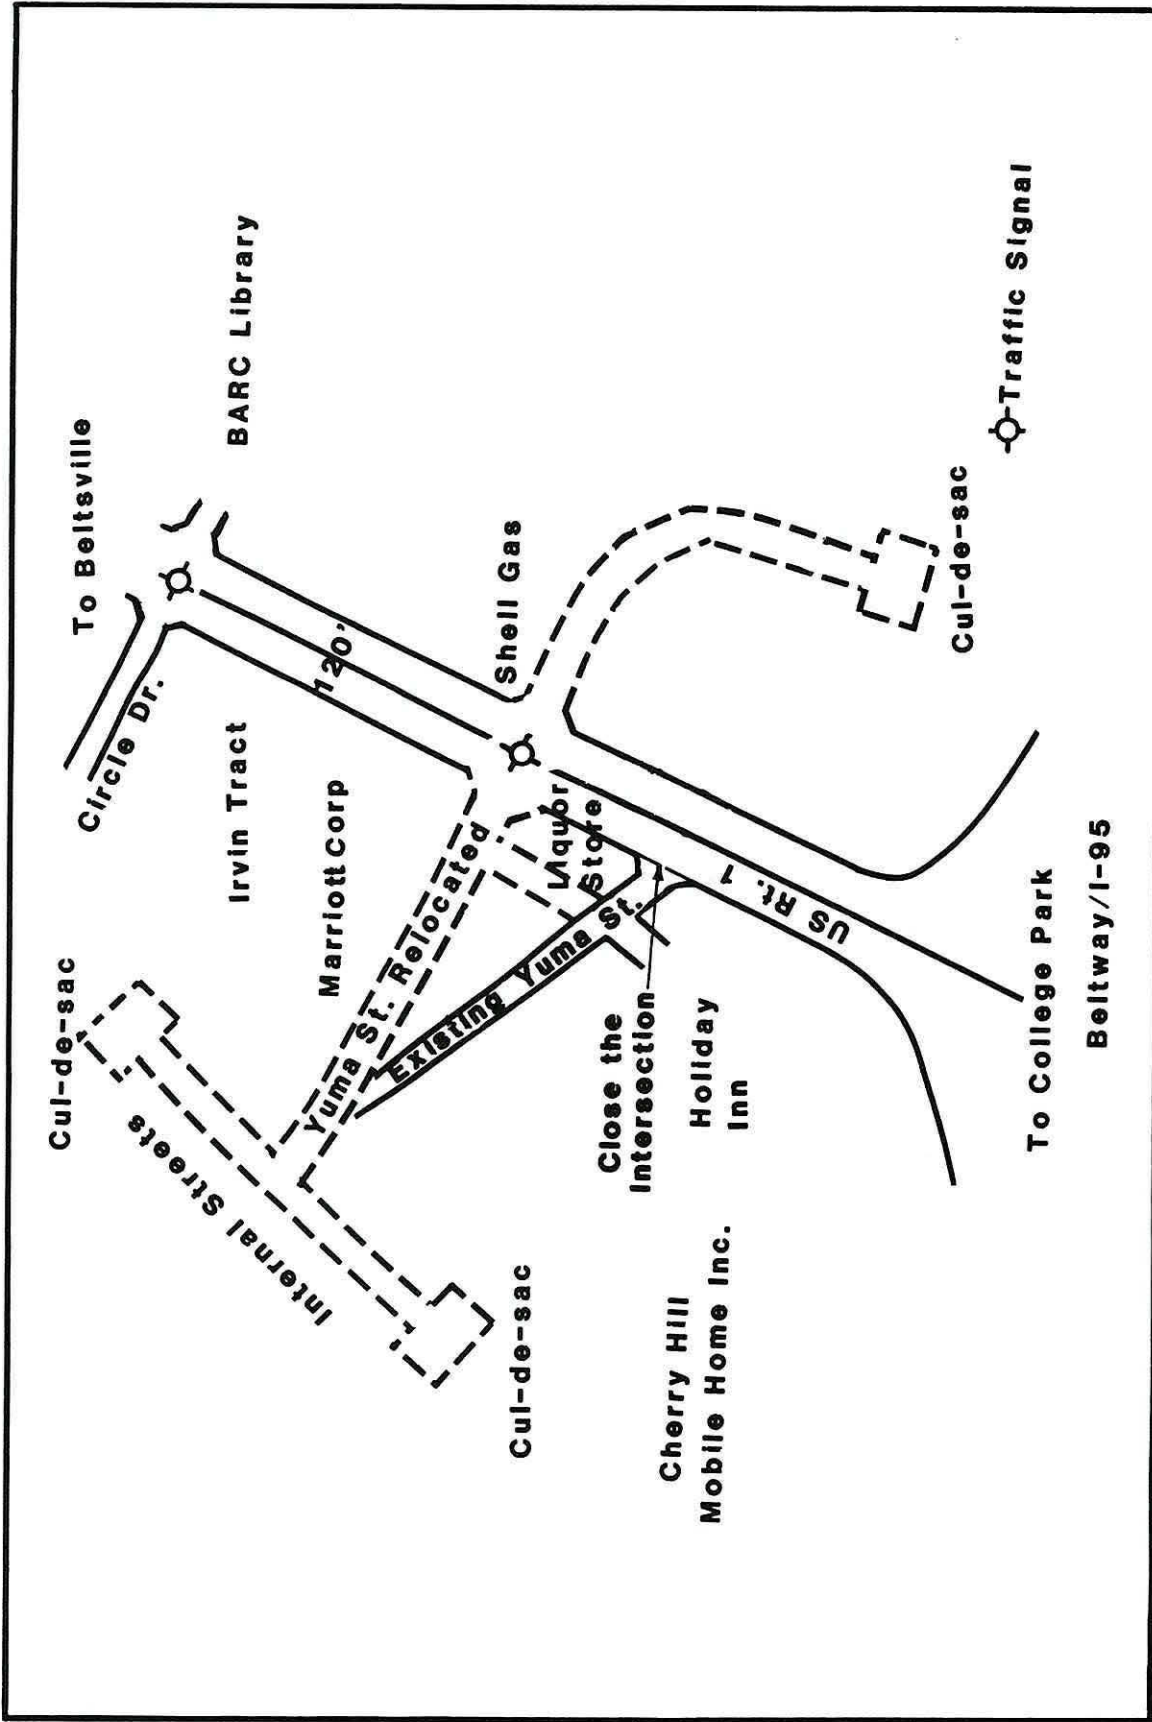 To Beltsville
Circle Dr.
BARC Library
Cul-de-sac
Irvin Tract
120'
Internal Streets
Marriott Corp
Yuma St. Relocated
Shell Gas
Existing Yuma St.
Liquor
Store
Cul-de-sac
Close the
Intersection
Holiday
Inn
US Rt. 1
Cherry Hill
Mobile Home Inc.
Cul-de-sac
Traffic Signal
To College Park
Beltway/I-95